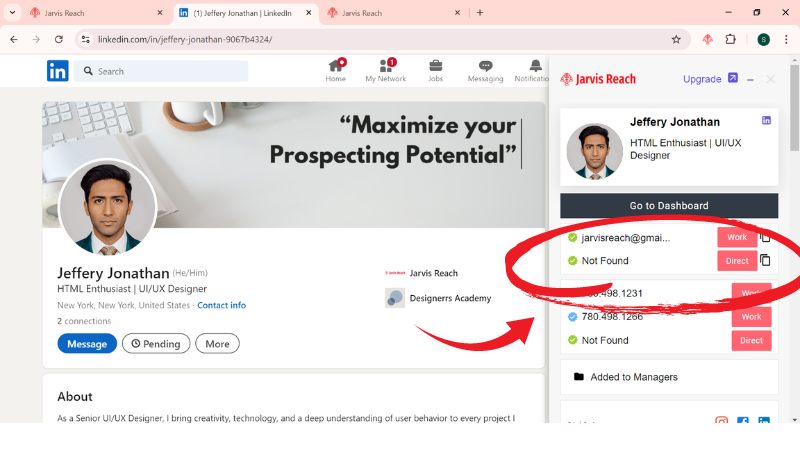 Jarvis Reach
(1) Jeffery Jonathan | LinkedIn
Jarvis Reach
linkedin.com/in/jeffery-jonathan-9067b4324/
S
in
Search
Home
1
My Network
Jobs
Messaging
Notificatio
Jarvis Reach
Upgrade
“Maximize your
Prospecting Potential”
Jeffery Jonathan
in
HTML Enthusiast | UI/UX
Designer
Go to Dashboard
jarvisreach@gmai...
Work
Not Found
Direct
498.1231
Work
780.498.1266
Work
Not Found
Direct
Added to Managers
Jeffery Jonathan (He/Him)
HTML Enthusiast | UI/UX Designer
New York, New York, United States · Contact info
2 connections
Message
Pending
More
Jarvis Reach
Designerrs Academy
About
As a Senior UI/UX Designer, I bring creativity, technology, and a deep understanding of user behavior to every project I